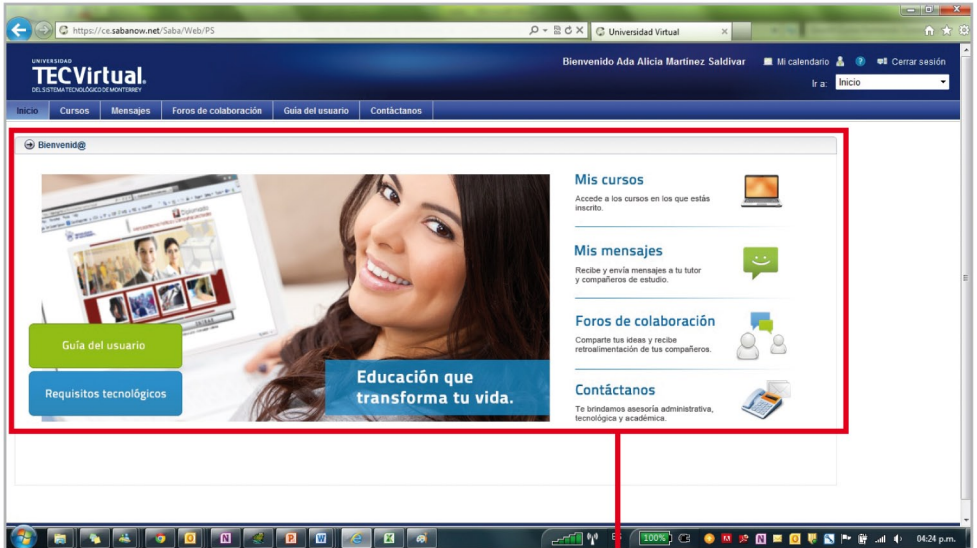 https://ce.sabanow.net/Saba/Web/PS
Universidad Virtual
UNIVERSIDAD
TECVirtual.
DEL SISTEMA TECNOLÓGICO DE MONTERREY
Bienvenido Ada Alicia Martínez Saldivar
Mi calendario
Cerrar sesión
Ir a:
Inicio
Inicio
Cursos
Mensajes
Foros de colaboración
Guía del usuario
Contáctanos
Bienvenid@
Guía del usuario
Requisitos tecnológicos
Educación que
transforma tu vida.
Mis cursos
Accede a los cursos en los que estás
inscrito.
Mis mensajes
Recibe y envía mensajes a tu tutor
y compañeros de estudio.
Foros de colaboración
Comparte tus ideas y recibe
retroalimentación de tus compañeros.
Contáctanos
Te brindamos asesoría administrativa,
tecnológica y académica.
ES
100%
04:24 p.m.